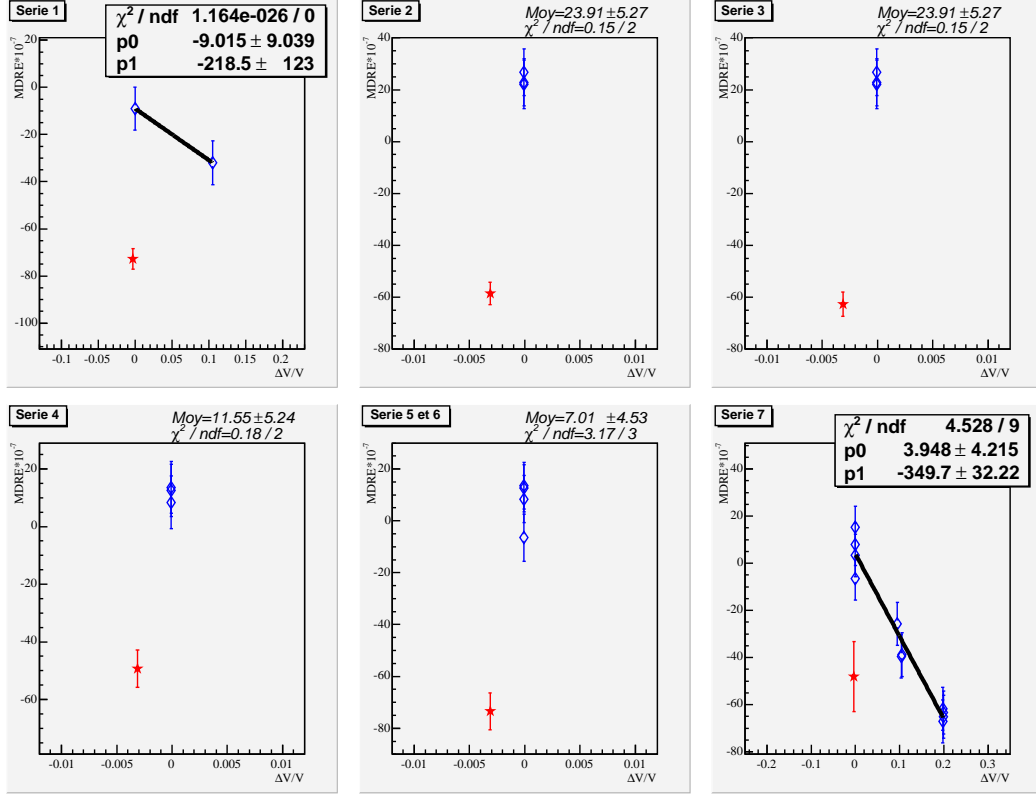 Serie 1
χ² / ndf 1.164e-026 / 0
p0 -9.015 ± 9.039
p1 -218.5 ± 123
MDRE*10⁻⁷
20
0
-20
-40
-60
-80
-100
-0.1 -0.05 0 0.05 0.1 0.15 0.2
ΔV/V
Serie 2
Moy=23.91 ±5.27
χ² / ndf=0.15 / 2
MDRE*10⁻⁷
40
20
0
-20
-40
-60
-80
-0.01 -0.005 0 0.005 0.01
ΔV/V
Serie 3
Moy=23.91 ±5.27
χ² / ndf=0.15 / 2
MDRE*10⁻⁷
40
20
0
-20
-40
-60
-80
-0.01 -0.005 0 0.005 0.01
ΔV/V
Serie 4
Moy=11.55 ±5.24
χ² / ndf=0.18 / 2
MDRE*10⁻⁷
20
0
-20
-40
-60
-0.01 -0.005 0 0.005 0.01
ΔV/V
Serie 5 et 6
Moy=7.01 ±4.53
χ² / ndf=3.17 / 3
MDRE*10⁻⁷
20
0
-20
-40
-60
-80
-0.01 -0.005 0 0.005 0.01
ΔV/V
Serie 7
χ² / ndf 4.528 / 9
p0 3.948 ± 4.215
p1 -349.7 ± 32.22
MDRE*10⁻⁷
40
20
0
-20
-40
-60
-80
-0.2 -0.1 0 0.1 0.2 0.3
ΔV/V